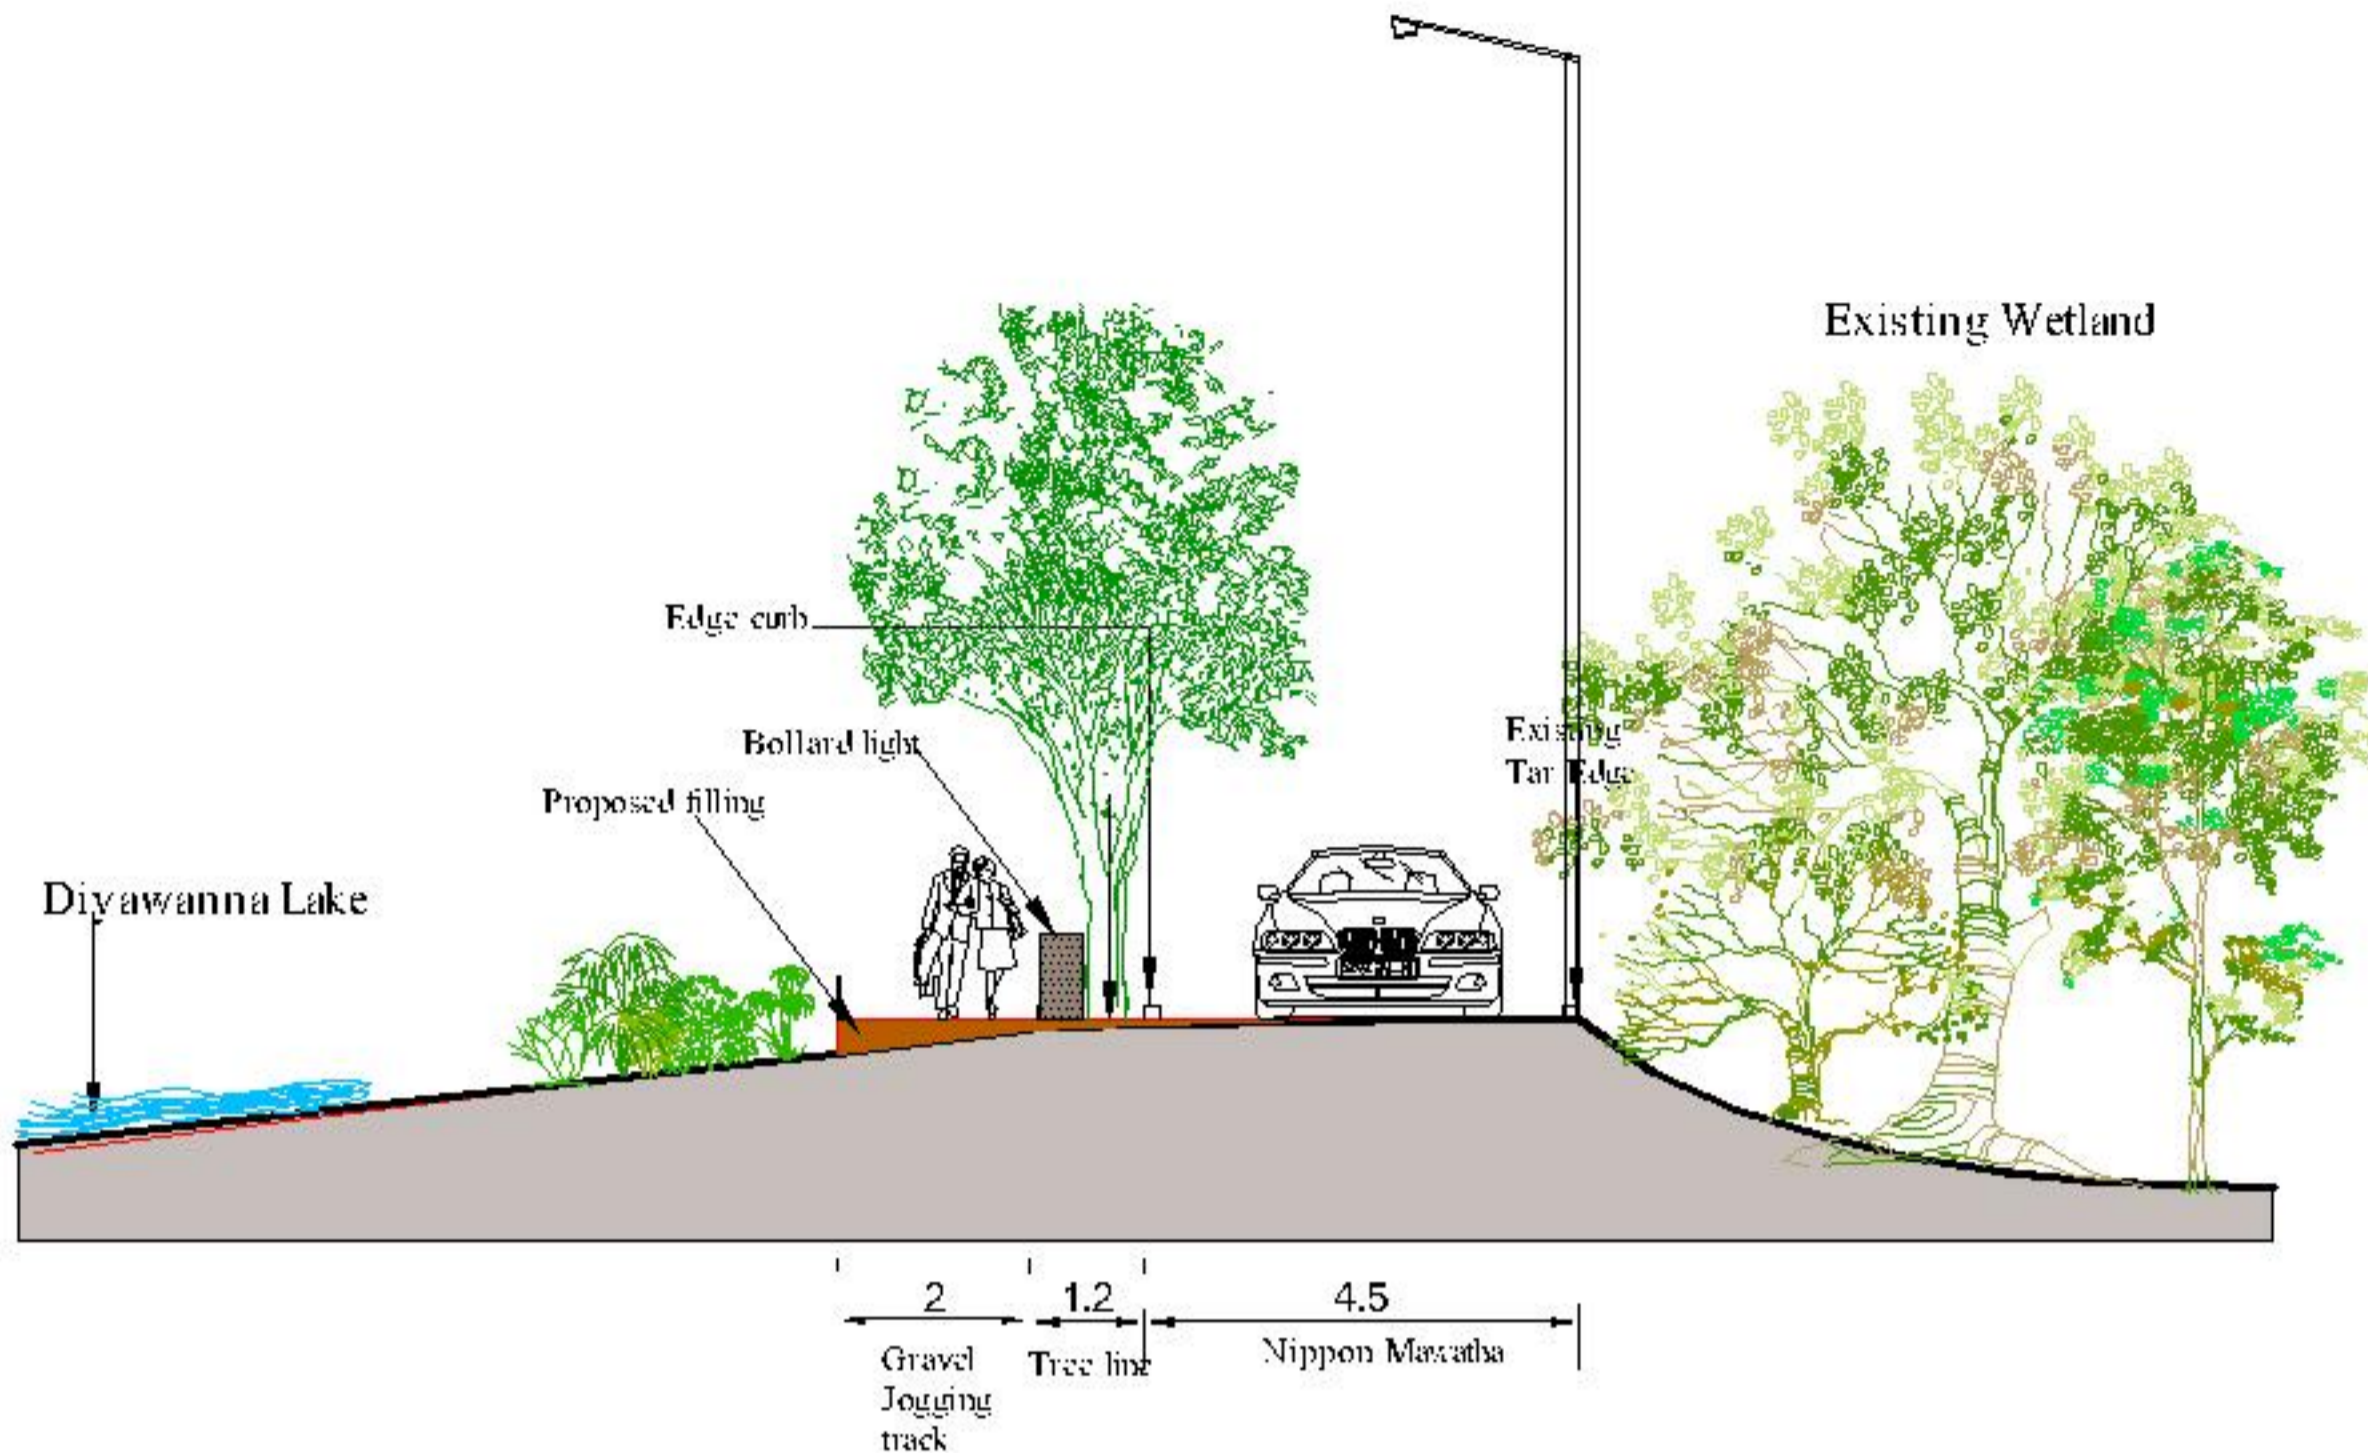 Existing Wetland
Edge curb
Existing
Tar Edge
Bollard light
Proposed filling
Diyawanna Lake
2
1.2
4.5
Gravel
Jogging
track
Tree line
Nippon Mawatha